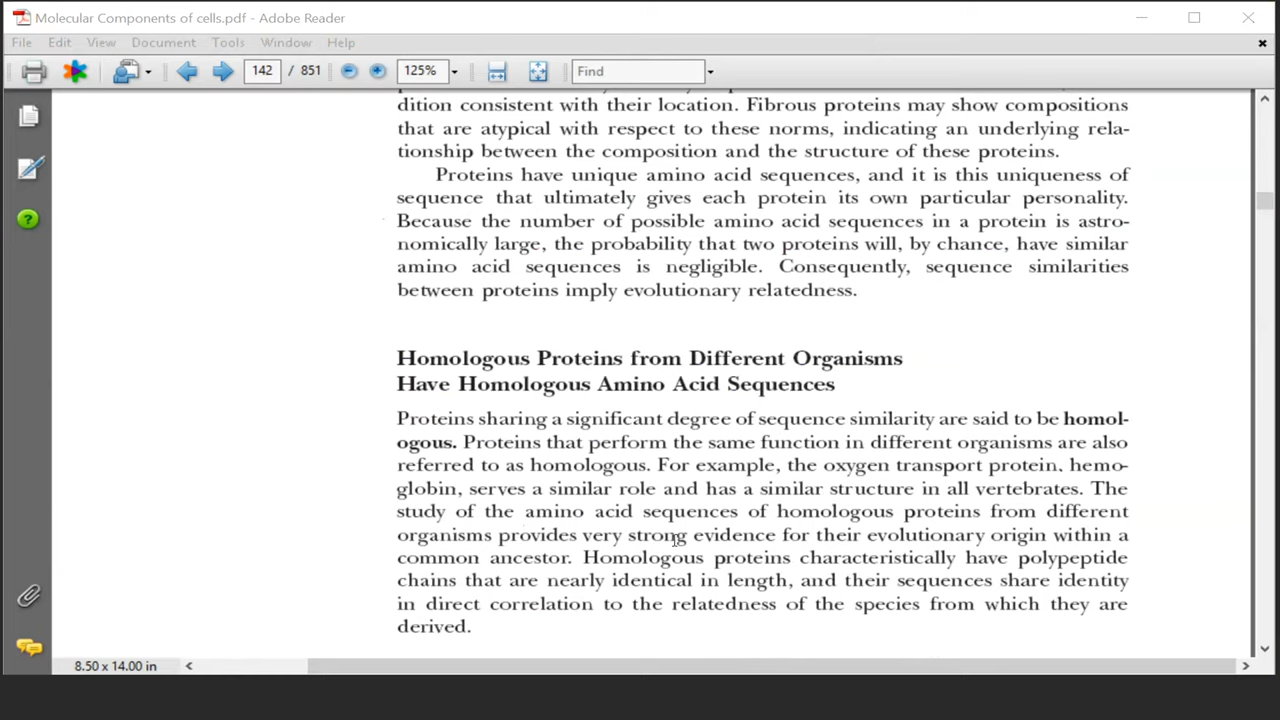 Molecular Components of cells.pdf - Adobe Reader
File Edit View Document Tools Window Help
142 / 851 125% Find
dition consistent with their location. Fibrous proteins may show compositions
that are atypical with respect to these norms, indicating an underlying rela-
tionship between the composition and the structure of these proteins.
Proteins have unique amino acid sequences, and it is this uniqueness of
sequence that ultimately gives each protein its own particular personality.
Because the number of possible amino acid sequences in a protein is astro-
nomically large, the probability that two proteins will, by chance, have similar
amino acid sequences is negligible. Consequently, sequence similarities
between proteins imply evolutionary relatedness.
Homologous Proteins from Different Organisms
Have Homologous Amino Acid Sequences
Proteins sharing a significant degree of sequence similarity are said to be homol-
ogous. Proteins that perform the same function in different organisms are also
referred to as homologous. For example, the oxygen transport protein, hemo-
globin, serves a similar role and has a similar structure in all vertebrates. The
study of the amino acid sequences of homologous proteins from different
organisms provides very strong evidence for their evolutionary origin within a
common ancestor. Homologous proteins characteristically have polypeptide
chains that are nearly identical in length, and their sequences share identity
in direct correlation to the relatedness of the species from which they are
derived.
8.50 x 14.00 in